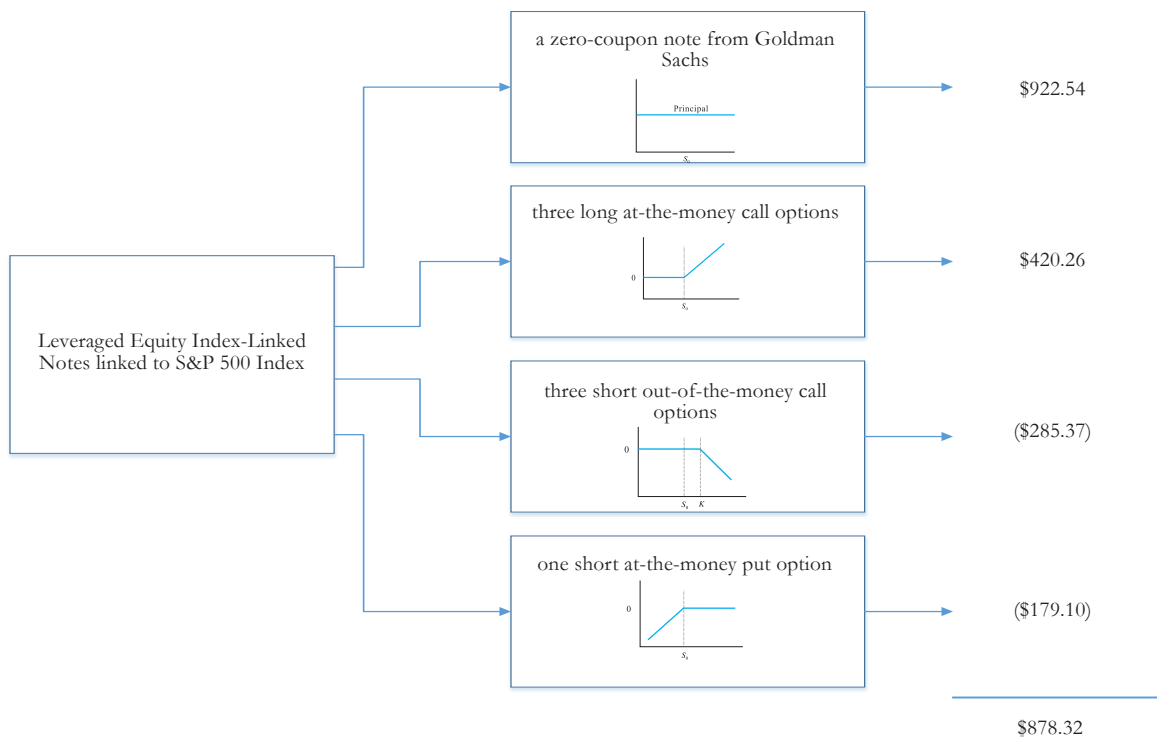 a zero-coupon note from Goldman
Sachs
Principal
S₀
$922.54
three long at-the-money call options
0
S₀
$420.26
Leveraged Equity Index-Linked
Notes linked to S&P 500 Index
three short out-of-the-money call
options
0
S₀ K
($285.37)
one short at-the-money put option
0
S₀
($179.10)
$878.32